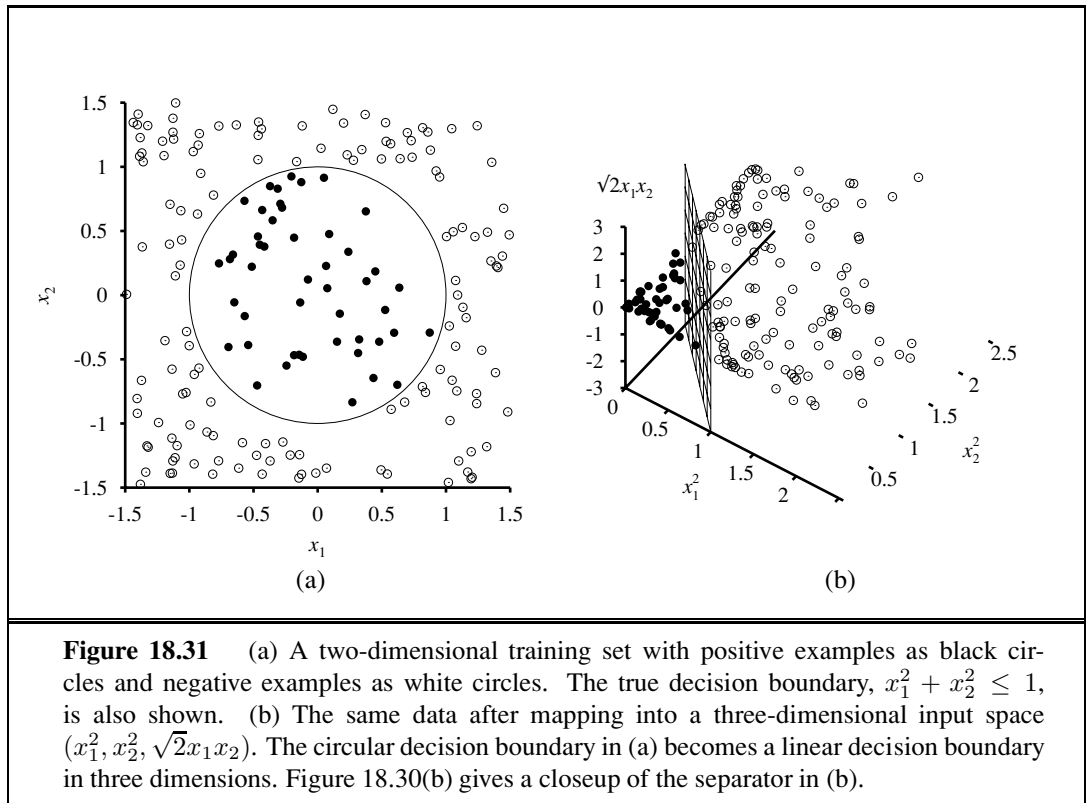 1.5
1
0.5
0
-0.5
-1
-1.5
x₂
-1.5 -1 -0.5 0 0.5 1 1.5
x₁
(a)
√2x₁x₂
3
2
1
0
-1
-2
-3
0
0.5
1
1.5
2
x₁²
0.5
1
1.5
2
2.5
x₂²
(b)
Figure 18.31 (a) A two-dimensional training set with positive examples as black cir-
cles and negative examples as white circles. The true decision boundary, x₁² + x₂² ≤ 1,
is also shown. (b) The same data after mapping into a three-dimensional input space
(x₁², x₂², √2x₁x₂). The circular decision boundary in (a) becomes a linear decision boundary
in three dimensions. Figure 18.30(b) gives a closeup of the separator in (b).